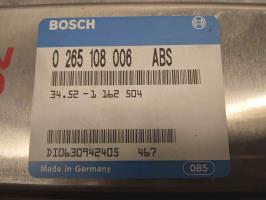 BOSCH
0 265 108 006 ABS
34.52-1 162 504
DI0630942405 467
Made in Germany 085